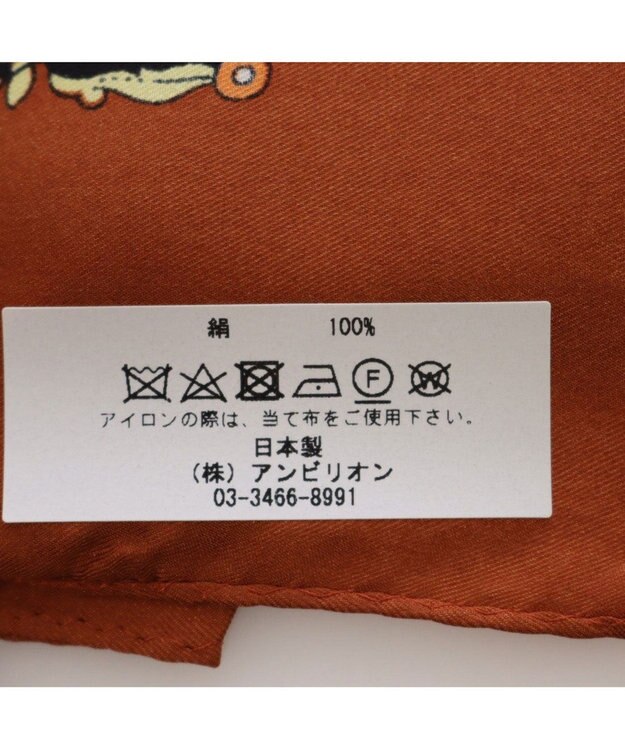 絹 100%
F W
アイロンの際は、当て布をご使用下さい。
日本製
（株）アンビリオン
03-3466-8991